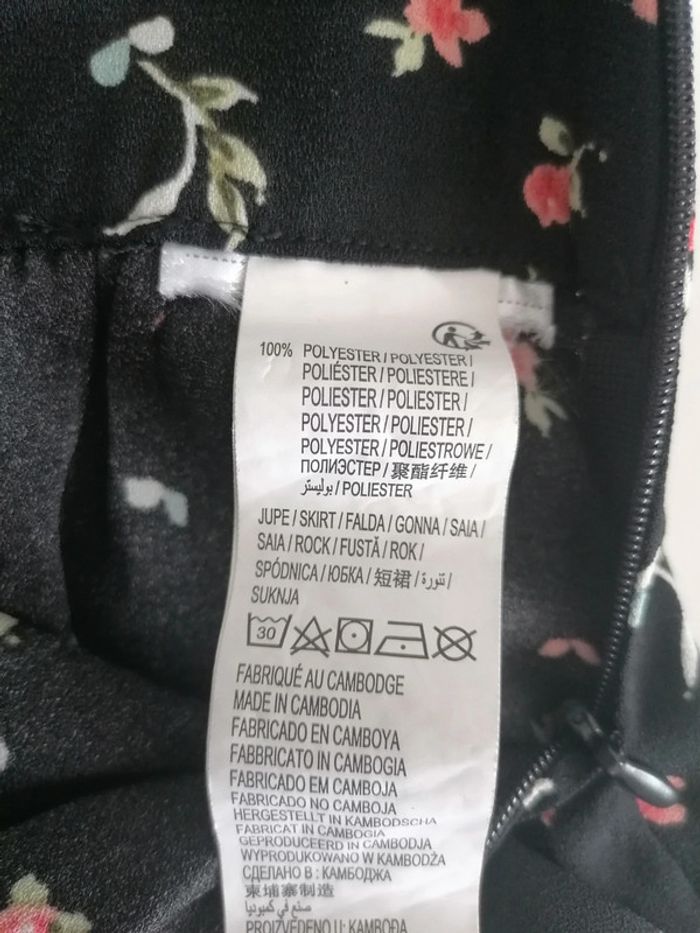 100% POLYESTER / POLYESTER /
POLIÉSTER / POLIESTERE /
POLIESTER / POLIESTER /
POLYESTER / POLIESTER /
POLYESTER / POLIESTROWE /
ПОЛИЭСТЕР / 聚酯纤维 /
بوليستر / POLIESTER
JUPE / SKIRT / FALDA / GONNA / SAIA /
SAIA / ROCK / FUSTĂ / ROK /
SPÓDNICA / ЮБКА / 短裙 / تنورة /
SUKNJA
30
FABRIQUÉ AU CAMBODGE
MADE IN CAMBODIA
FABRICADO EN CAMBOYA
FABBRICATO IN CAMBOGIA
FABRICADO EM CAMBOJA
FABRICADO NO CAMBOJA
HERGESTELLT IN KAMBODSCHA
FABRICAT IN CAMBOGIA
GEPRODUCEERD IN CAMBODJA
WYPRODUKOWANO W KAMBODŻA
СДЕЛАНО В : КАМБОДЖА
柬埔寨制造
صنع في كمبوديا
PROIZVEDENO U: KAMBODA